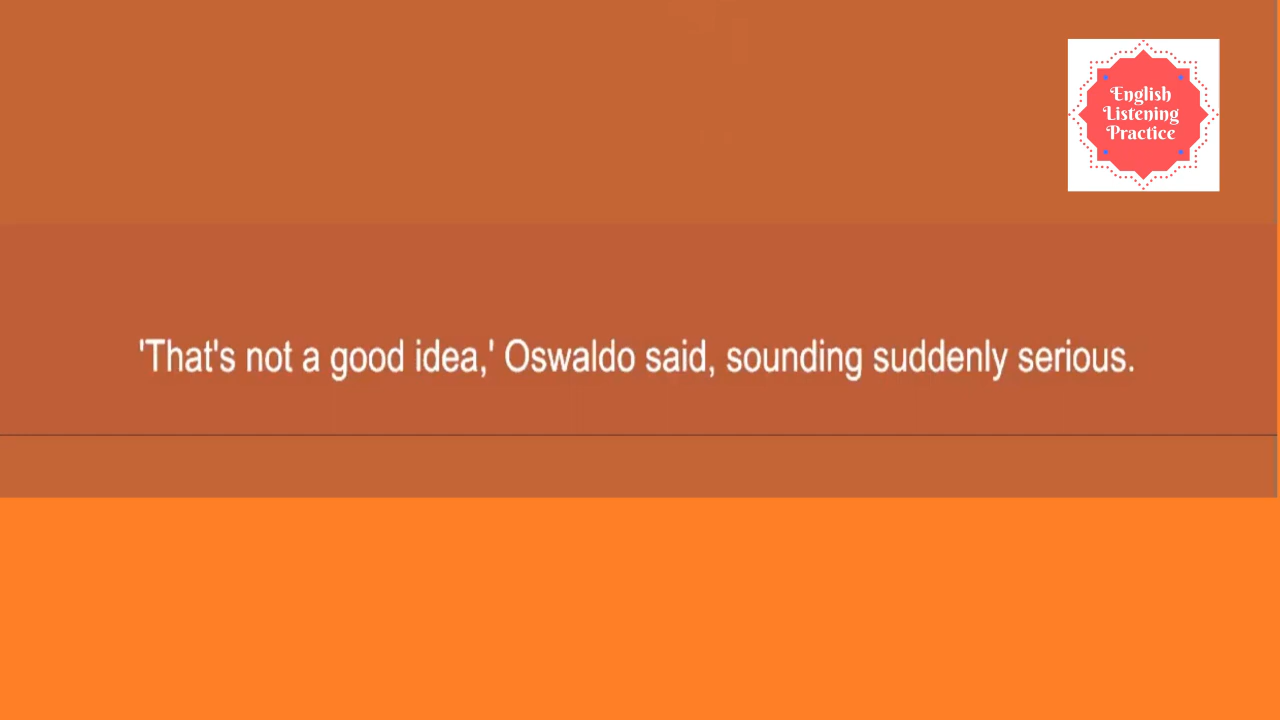 English
Listening
Practice
'That's not a good idea,' Oswaldo said, sounding suddenly serious.